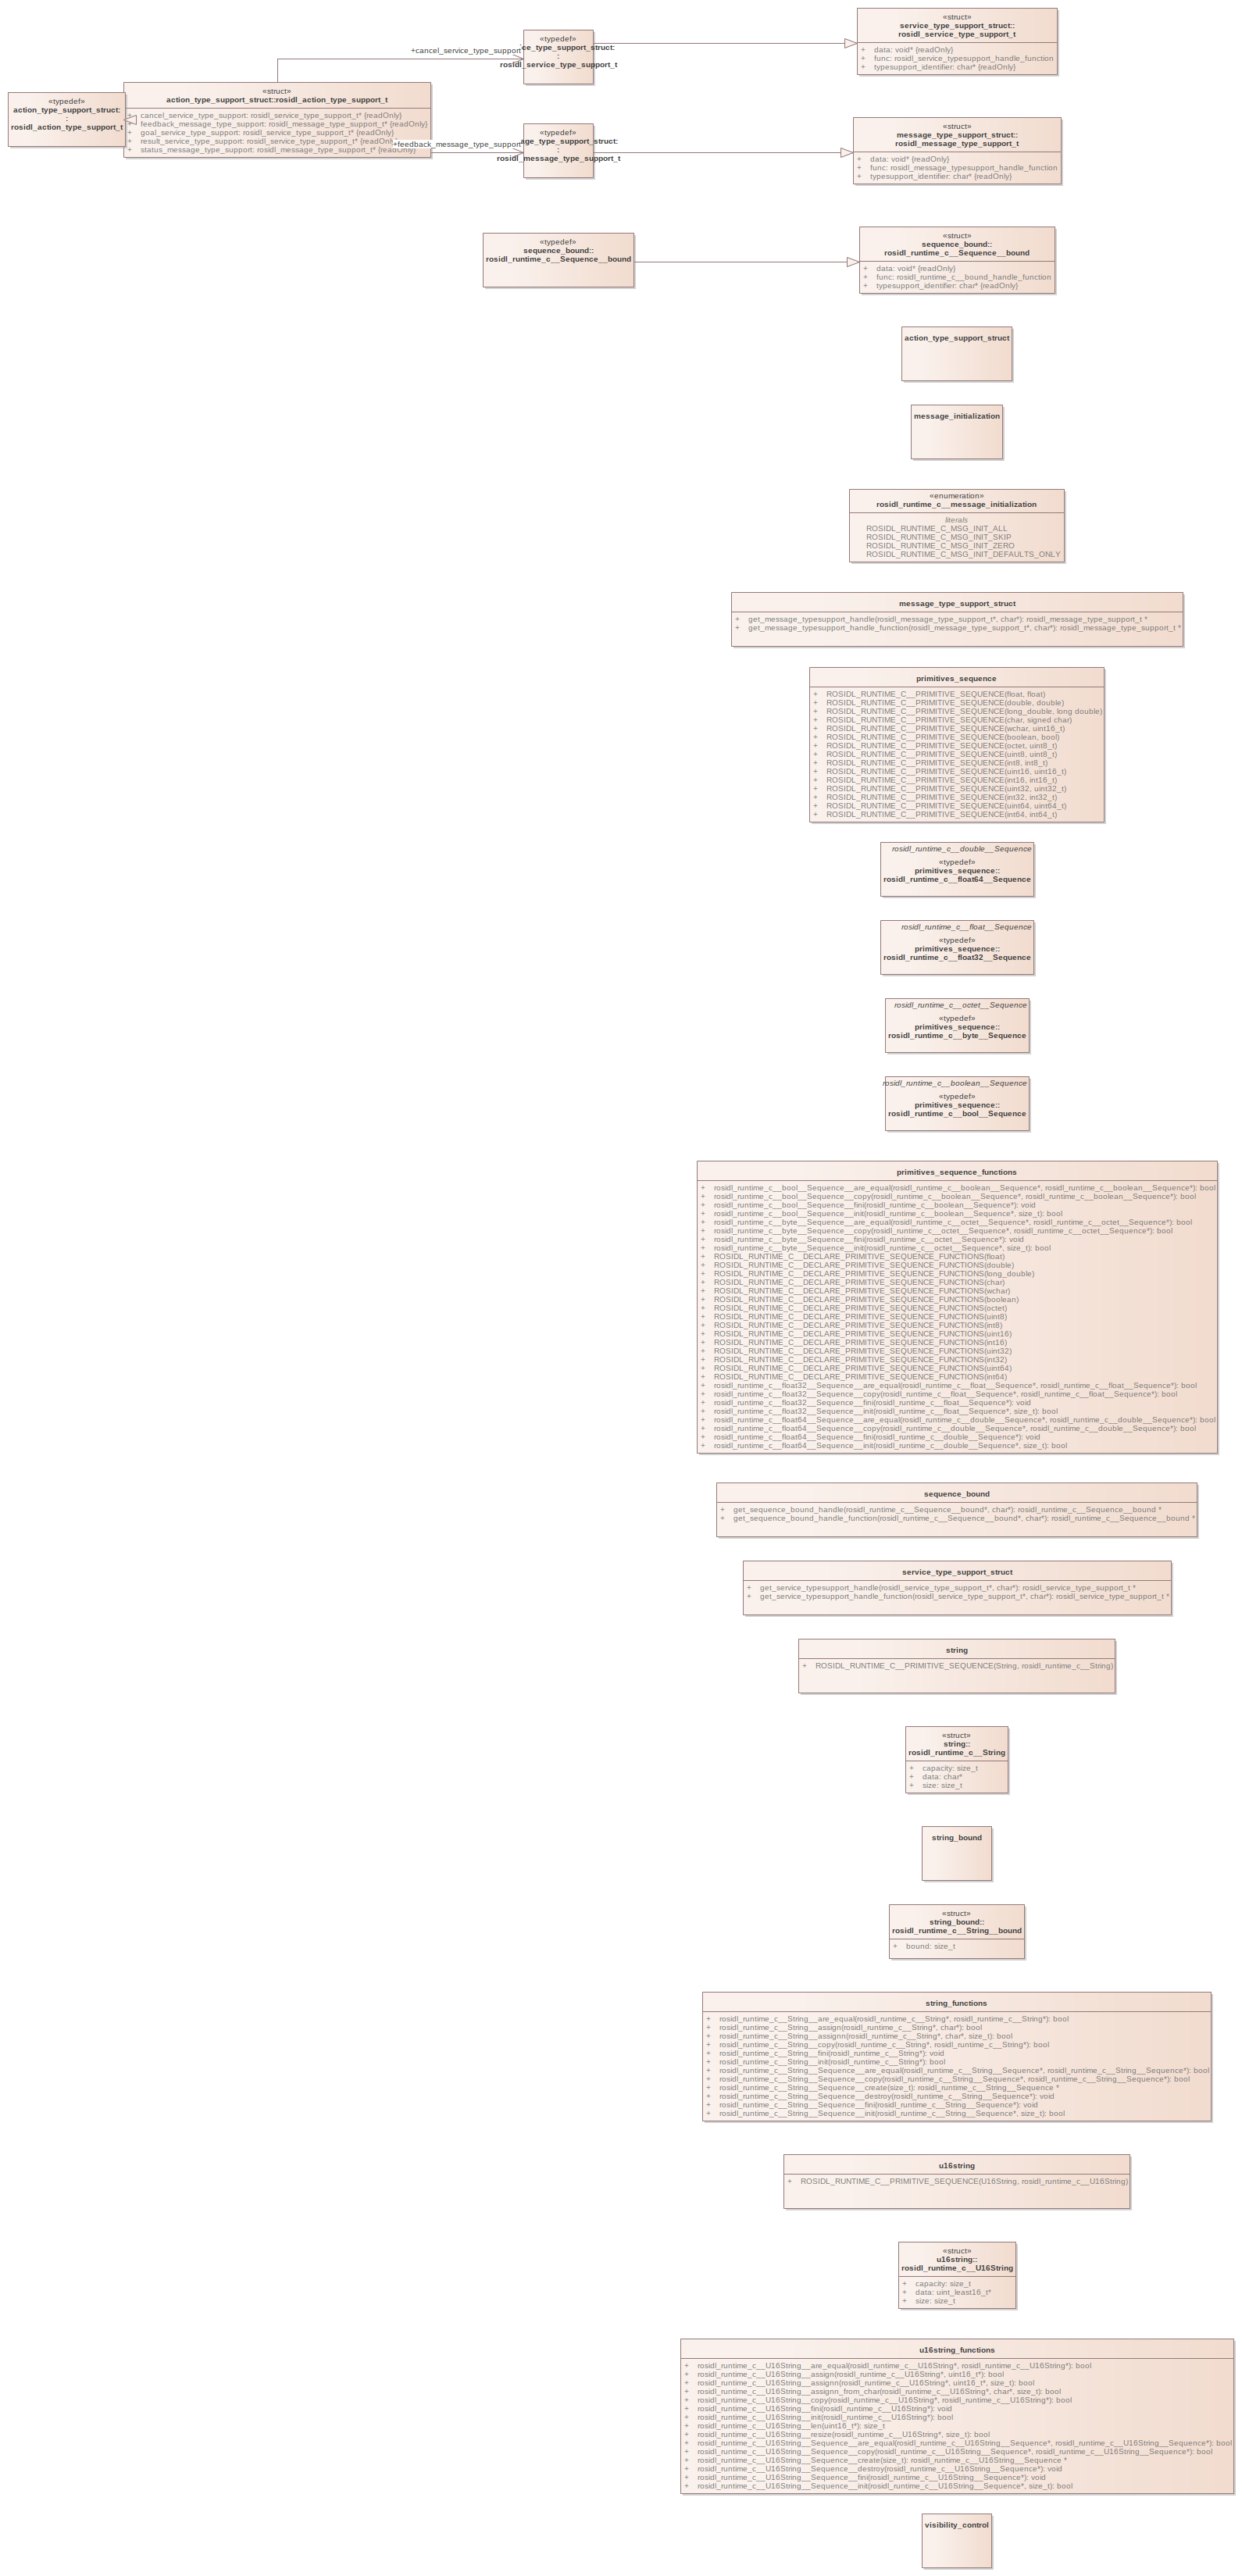 «struct»
service_type_support_struct::
rosidl_service_type_support_t
+ data: void* {readOnly}
+ func: rosidl_service_typesupport_handle_function
+ typesupport_identifier: char* {readOnly}
+cancel_service_type_support
«typedef»
ce_type_support_struct:
:
rosidl_service_type_support_t
«struct»
action_type_support_struct::rosidl_action_type_support_t
+ cancel_service_type_support: rosidl_service_type_support_t* {readOnly}
+ feedback_message_type_support: rosidl_message_type_support_t* {readOnly}
+ goal_service_type_support: rosidl_service_type_support_t* {readOnly}
+ result_service_type_support: rosidl_service_type_support_t* {readOnly}
+ status_message_type_support: rosidl_message_type_support_t* {readOnly}
«typedef»
action_type_support_struct:
:
rosidl_action_type_support_t
+feedback_message_type_support
«typedef»
age_type_support_struct:
:
rosidl_message_type_support_t
«struct»
message_type_support_struct::
rosidl_message_type_support_t
+ data: void* {readOnly}
+ func: rosidl_message_typesupport_handle_function
+ typesupport_identifier: char* {readOnly}
«typedef»
sequence_bound::
rosidl_runtime_c__Sequence__bound
«struct»
sequence_bound::
rosidl_runtime_c__Sequence__bound
+ data: void* {readOnly}
+ func: rosidl_runtime_c__bound_handle_function
+ typesupport_identifier: char* {readOnly}
action_type_support_struct
message_initialization
«enumeration»
rosidl_runtime_c__message_initialization
literals
ROSIDL_RUNTIME_C_MSG_INIT_ALL
ROSIDL_RUNTIME_C_MSG_INIT_SKIP
ROSIDL_RUNTIME_C_MSG_INIT_ZERO
ROSIDL_RUNTIME_C_MSG_INIT_DEFAULTS_ONLY
message_type_support_struct
+ get_message_typesupport_handle(rosidl_message_type_support_t*, char*): rosidl_message_type_support_t *
+ get_message_typesupport_handle_function(rosidl_message_type_support_t*, char*): rosidl_message_type_support_t *
primitives_sequence
+ ROSIDL_RUNTIME_C__PRIMITIVE_SEQUENCE(float, float)
+ ROSIDL_RUNTIME_C__PRIMITIVE_SEQUENCE(double, double)
+ ROSIDL_RUNTIME_C__PRIMITIVE_SEQUENCE(long_double, long double)
+ ROSIDL_RUNTIME_C__PRIMITIVE_SEQUENCE(char, signed char)
+ ROSIDL_RUNTIME_C__PRIMITIVE_SEQUENCE(wchar, uint16_t)
+ ROSIDL_RUNTIME_C__PRIMITIVE_SEQUENCE(boolean, bool)
+ ROSIDL_RUNTIME_C__PRIMITIVE_SEQUENCE(octet, uint8_t)
+ ROSIDL_RUNTIME_C__PRIMITIVE_SEQUENCE(uint8, uint8_t)
+ ROSIDL_RUNTIME_C__PRIMITIVE_SEQUENCE(int8, int8_t)
+ ROSIDL_RUNTIME_C__PRIMITIVE_SEQUENCE(uint16, uint16_t)
+ ROSIDL_RUNTIME_C__PRIMITIVE_SEQUENCE(int16, int16_t)
+ ROSIDL_RUNTIME_C__PRIMITIVE_SEQUENCE(uint32, uint32_t)
+ ROSIDL_RUNTIME_C__PRIMITIVE_SEQUENCE(int32, int32_t)
+ ROSIDL_RUNTIME_C__PRIMITIVE_SEQUENCE(uint64, uint64_t)
+ ROSIDL_RUNTIME_C__PRIMITIVE_SEQUENCE(int64, int64_t)
rosidl_runtime_c__double__Sequence
«typedef»
primitives_sequence::
rosidl_runtime_c__float64__Sequence
rosidl_runtime_c__float__Sequence
«typedef»
primitives_sequence::
rosidl_runtime_c__float32__Sequence
rosidl_runtime_c__octet__Sequence
«typedef»
primitives_sequence::
rosidl_runtime_c__byte__Sequence
rosidl_runtime_c__boolean__Sequence
«typedef»
primitives_sequence::
rosidl_runtime_c__bool__Sequence
primitives_sequence_functions
+ rosidl_runtime_c__bool__Sequence__are_equal(rosidl_runtime_c__boolean__Sequence*, rosidl_runtime_c__boolean__Sequence*): bool
+ rosidl_runtime_c__bool__Sequence__copy(rosidl_runtime_c__boolean__Sequence*, rosidl_runtime_c__boolean__Sequence*): bool
+ rosidl_runtime_c__bool__Sequence__fini(rosidl_runtime_c__boolean__Sequence*): void
+ rosidl_runtime_c__bool__Sequence__init(rosidl_runtime_c__boolean__Sequence*, size_t): bool
+ rosidl_runtime_c__byte__Sequence__are_equal(rosidl_runtime_c__octet__Sequence*, rosidl_runtime_c__octet__Sequence*): bool
+ rosidl_runtime_c__byte__Sequence__copy(rosidl_runtime_c__octet__Sequence*, rosidl_runtime_c__octet__Sequence*): bool
+ rosidl_runtime_c__byte__Sequence__fini(rosidl_runtime_c__octet__Sequence*): void
+ rosidl_runtime_c__byte__Sequence__init(rosidl_runtime_c__octet__Sequence*, size_t): bool
+ ROSIDL_RUNTIME_C__DECLARE_PRIMITIVE_SEQUENCE_FUNCTIONS(float)
+ ROSIDL_RUNTIME_C__DECLARE_PRIMITIVE_SEQUENCE_FUNCTIONS(double)
+ ROSIDL_RUNTIME_C__DECLARE_PRIMITIVE_SEQUENCE_FUNCTIONS(long_double)
+ ROSIDL_RUNTIME_C__DECLARE_PRIMITIVE_SEQUENCE_FUNCTIONS(char)
+ ROSIDL_RUNTIME_C__DECLARE_PRIMITIVE_SEQUENCE_FUNCTIONS(wchar)
+ ROSIDL_RUNTIME_C__DECLARE_PRIMITIVE_SEQUENCE_FUNCTIONS(boolean)
+ ROSIDL_RUNTIME_C__DECLARE_PRIMITIVE_SEQUENCE_FUNCTIONS(octet)
+ ROSIDL_RUNTIME_C__DECLARE_PRIMITIVE_SEQUENCE_FUNCTIONS(uint8)
+ ROSIDL_RUNTIME_C__DECLARE_PRIMITIVE_SEQUENCE_FUNCTIONS(int8)
+ ROSIDL_RUNTIME_C__DECLARE_PRIMITIVE_SEQUENCE_FUNCTIONS(uint16)
+ ROSIDL_RUNTIME_C__DECLARE_PRIMITIVE_SEQUENCE_FUNCTIONS(int16)
+ ROSIDL_RUNTIME_C__DECLARE_PRIMITIVE_SEQUENCE_FUNCTIONS(uint32)
+ ROSIDL_RUNTIME_C__DECLARE_PRIMITIVE_SEQUENCE_FUNCTIONS(int32)
+ ROSIDL_RUNTIME_C__DECLARE_PRIMITIVE_SEQUENCE_FUNCTIONS(uint64)
+ ROSIDL_RUNTIME_C__DECLARE_PRIMITIVE_SEQUENCE_FUNCTIONS(int64)
+ rosidl_runtime_c__float32__Sequence__are_equal(rosidl_runtime_c__float__Sequence*, rosidl_runtime_c__float__Sequence*): bool
+ rosidl_runtime_c__float32__Sequence__copy(rosidl_runtime_c__float__Sequence*, rosidl_runtime_c__float__Sequence*): bool
+ rosidl_runtime_c__float32__Sequence__fini(rosidl_runtime_c__float__Sequence*): void
+ rosidl_runtime_c__float32__Sequence__init(rosidl_runtime_c__float__Sequence*, size_t): bool
+ rosidl_runtime_c__float64__Sequence__are_equal(rosidl_runtime_c__double__Sequence*, rosidl_runtime_c__double__Sequence*): bool
+ rosidl_runtime_c__float64__Sequence__copy(rosidl_runtime_c__double__Sequence*, rosidl_runtime_c__double__Sequence*): bool
+ rosidl_runtime_c__float64__Sequence__fini(rosidl_runtime_c__double__Sequence*): void
+ rosidl_runtime_c__float64__Sequence__init(rosidl_runtime_c__double__Sequence*, size_t): bool
sequence_bound
+ get_sequence_bound_handle(rosidl_runtime_c__Sequence__bound*, char*): rosidl_runtime_c__Sequence__bound *
+ get_sequence_bound_handle_function(rosidl_runtime_c__Sequence__bound*, char*): rosidl_runtime_c__Sequence__bound *
service_type_support_struct
+ get_service_typesupport_handle(rosidl_service_type_support_t*, char*): rosidl_service_type_support_t *
+ get_service_typesupport_handle_function(rosidl_service_type_support_t*, char*): rosidl_service_type_support_t *
string
+ ROSIDL_RUNTIME_C__PRIMITIVE_SEQUENCE(String, rosidl_runtime_c__String)
«struct»
string::
rosidl_runtime_c__String
+ capacity: size_t
+ data: char*
+ size: size_t
string_bound
«struct»
string_bound::
rosidl_runtime_c__String__bound
+ bound: size_t
string_functions
+ rosidl_runtime_c__String__are_equal(rosidl_runtime_c__String*, rosidl_runtime_c__String*): bool
+ rosidl_runtime_c__String__assign(rosidl_runtime_c__String*, char*): bool
+ rosidl_runtime_c__String__assignn(rosidl_runtime_c__String*, char*, size_t): bool
+ rosidl_runtime_c__String__copy(rosidl_runtime_c__String*, rosidl_runtime_c__String*): bool
+ rosidl_runtime_c__String__fini(rosidl_runtime_c__String*): void
+ rosidl_runtime_c__String__init(rosidl_runtime_c__String*): bool
+ rosidl_runtime_c__String__Sequence__are_equal(rosidl_runtime_c__String__Sequence*, rosidl_runtime_c__String__Sequence*): bool
+ rosidl_runtime_c__String__Sequence__copy(rosidl_runtime_c__String__Sequence*, rosidl_runtime_c__String__Sequence*): bool
+ rosidl_runtime_c__String__Sequence__create(size_t): rosidl_runtime_c__String__Sequence *
+ rosidl_runtime_c__String__Sequence__destroy(rosidl_runtime_c__String__Sequence*): void
+ rosidl_runtime_c__String__Sequence__fini(rosidl_runtime_c__String__Sequence*): void
+ rosidl_runtime_c__String__Sequence__init(rosidl_runtime_c__String__Sequence*, size_t): bool
u16string
+ ROSIDL_RUNTIME_C__PRIMITIVE_SEQUENCE(U16String, rosidl_runtime_c__U16String)
«struct»
u16string::
rosidl_runtime_c__U16String
+ capacity: size_t
+ data: uint_least16_t*
+ size: size_t
u16string_functions
+ rosidl_runtime_c__U16String__are_equal(rosidl_runtime_c__U16String*, rosidl_runtime_c__U16String*): bool
+ rosidl_runtime_c__U16String__assign(rosidl_runtime_c__U16String*, uint16_t*): bool
+ rosidl_runtime_c__U16String__assignn(rosidl_runtime_c__U16String*, uint16_t*, size_t): bool
+ rosidl_runtime_c__U16String__assignn_from_char(rosidl_runtime_c__U16String*, char*, size_t): bool
+ rosidl_runtime_c__U16String__copy(rosidl_runtime_c__U16String*, rosidl_runtime_c__U16String*): bool
+ rosidl_runtime_c__U16String__fini(rosidl_runtime_c__U16String*): void
+ rosidl_runtime_c__U16String__init(rosidl_runtime_c__U16String*): bool
+ rosidl_runtime_c__U16String__len(uint16_t*): size_t
+ rosidl_runtime_c__U16String__resize(rosidl_runtime_c__U16String*, size_t): bool
+ rosidl_runtime_c__U16String__Sequence__are_equal(rosidl_runtime_c__U16String__Sequence*, rosidl_runtime_c__U16String__Sequence*): bool
+ rosidl_runtime_c__U16String__Sequence__copy(rosidl_runtime_c__U16String__Sequence*, rosidl_runtime_c__U16String__Sequence*): bool
+ rosidl_runtime_c__U16String__Sequence__create(size_t): rosidl_runtime_c__U16String__Sequence *
+ rosidl_runtime_c__U16String__Sequence__destroy(rosidl_runtime_c__U16String__Sequence*): void
+ rosidl_runtime_c__U16String__Sequence__fini(rosidl_runtime_c__U16String__Sequence*): void
+ rosidl_runtime_c__U16String__Sequence__init(rosidl_runtime_c__U16String__Sequence*, size_t): bool
visibility_control